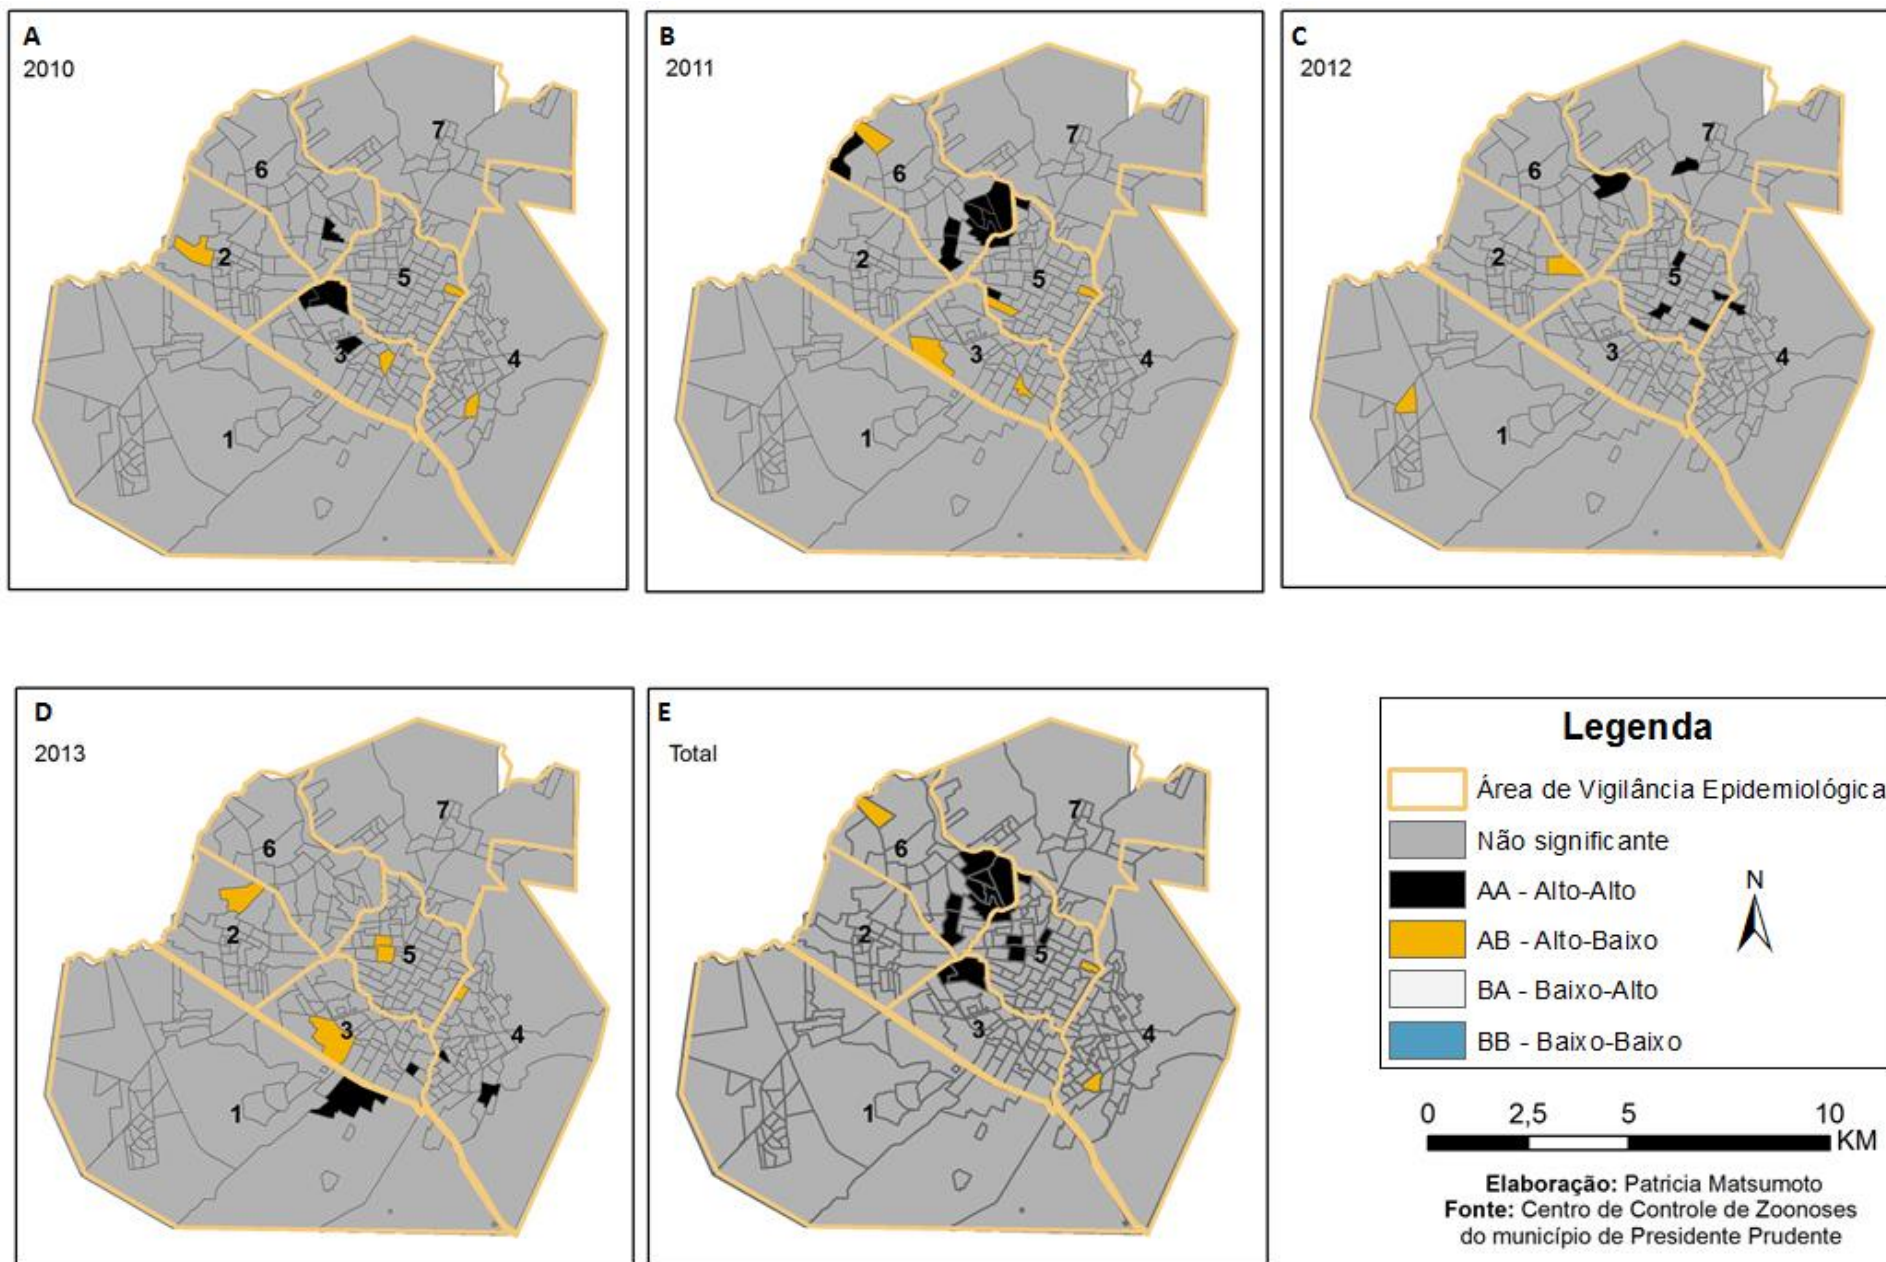 A
2010
7
6
2
5
3
4
1
B
2011
7
6
2
5
3
4
1
C
2012
7
6
2
5
3
4
1
D
2013
7
6
2
5
3
4
1
E
Total
7
6
2
5
3
4
1
Legenda
Área de Vigilância Epidemiológica
Não significante
AA - Alto-Alto
AB - Alto-Baixo
BA - Baixo-Alto
BB - Baixo-Baixo
N
0 2,5 5 10
KM
Elaboração: Patricia Matsumoto
Fonte: Centro de Controle de Zoonoses
do município de Presidente Prudente